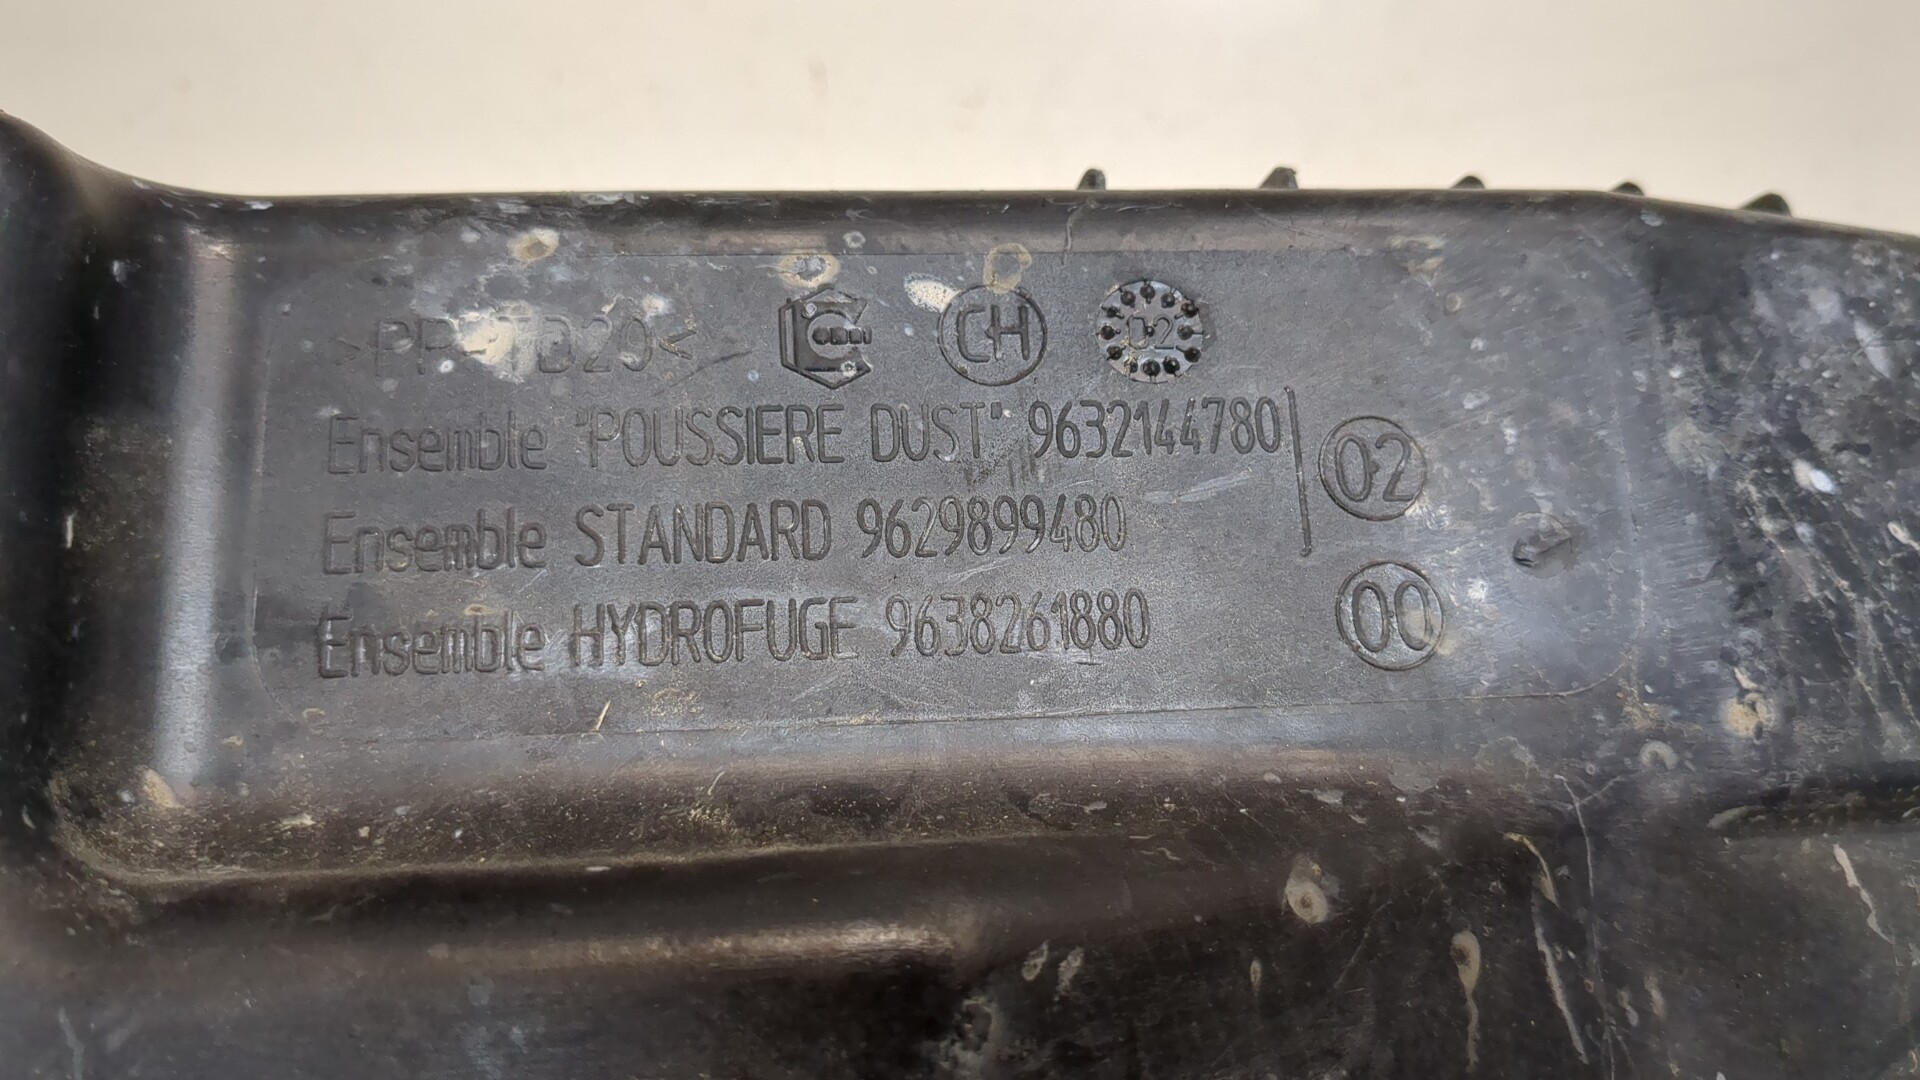 >PP-TD20< CH 02
Ensemble "POUSSIERE DUST" 9632144780 02
Ensemble STANDARD 9629899480
Ensemble HYDROFUGE 9638261880 00